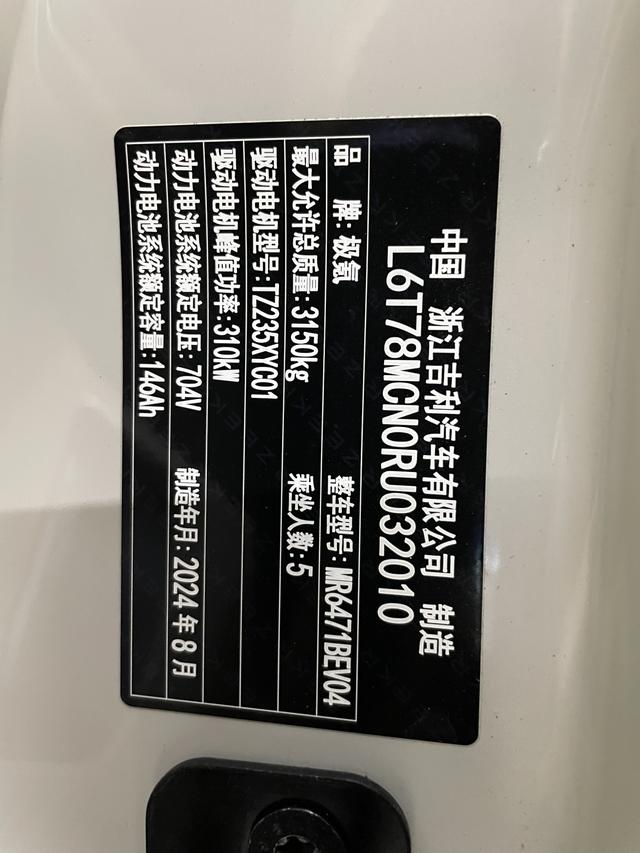 中国 浙江吉利汽车有限公司 制造
L6T78MCN0RU032010
品 牌:极氪 整车型号:MR6471BEV04
最大允许总质量:3150kg 乘坐人数:5
驱动电机型号:TZ235XYC01
驱动电机峰值功率:310kW
动力电池系统额定电压:704V 制造年月:2024年8月
动力电池系统额定容量:146Ah